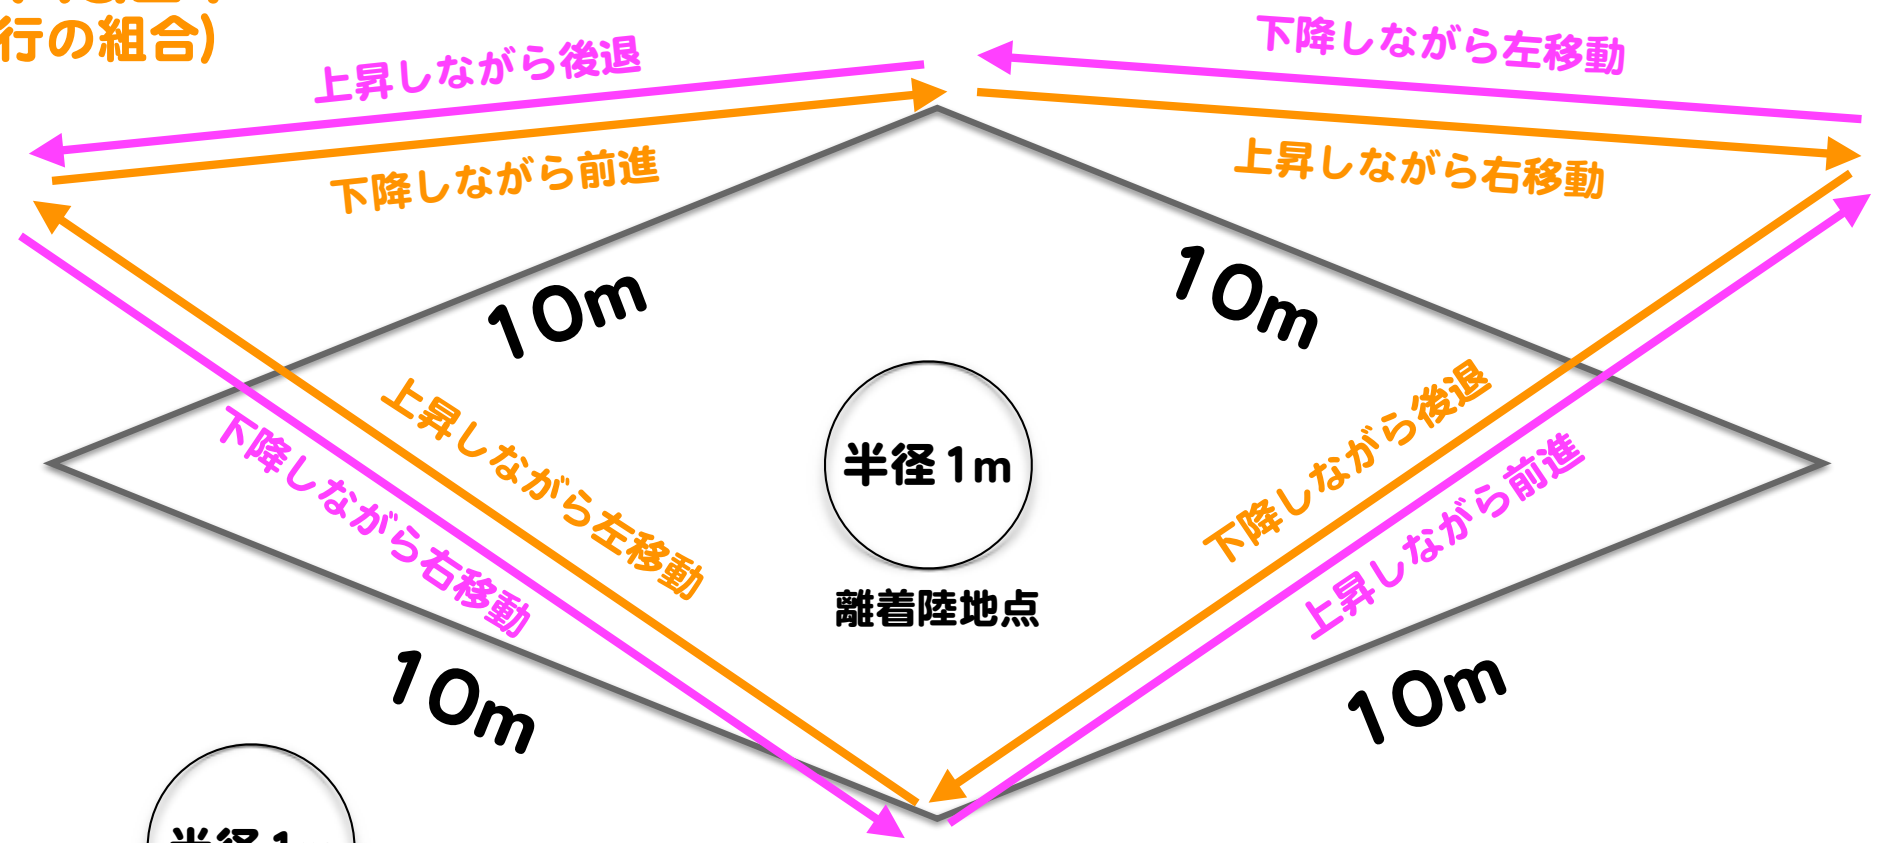 行の組合)
上昇しながら後退
下降しながら左移動
下降しながら前進
上昇しながら右移動
10m
10m
上昇しながら左移動
下降しながら右移動
半径1m
下降しながら後退
上昇しながら前進
離着陸地点
10m
10m
半径1